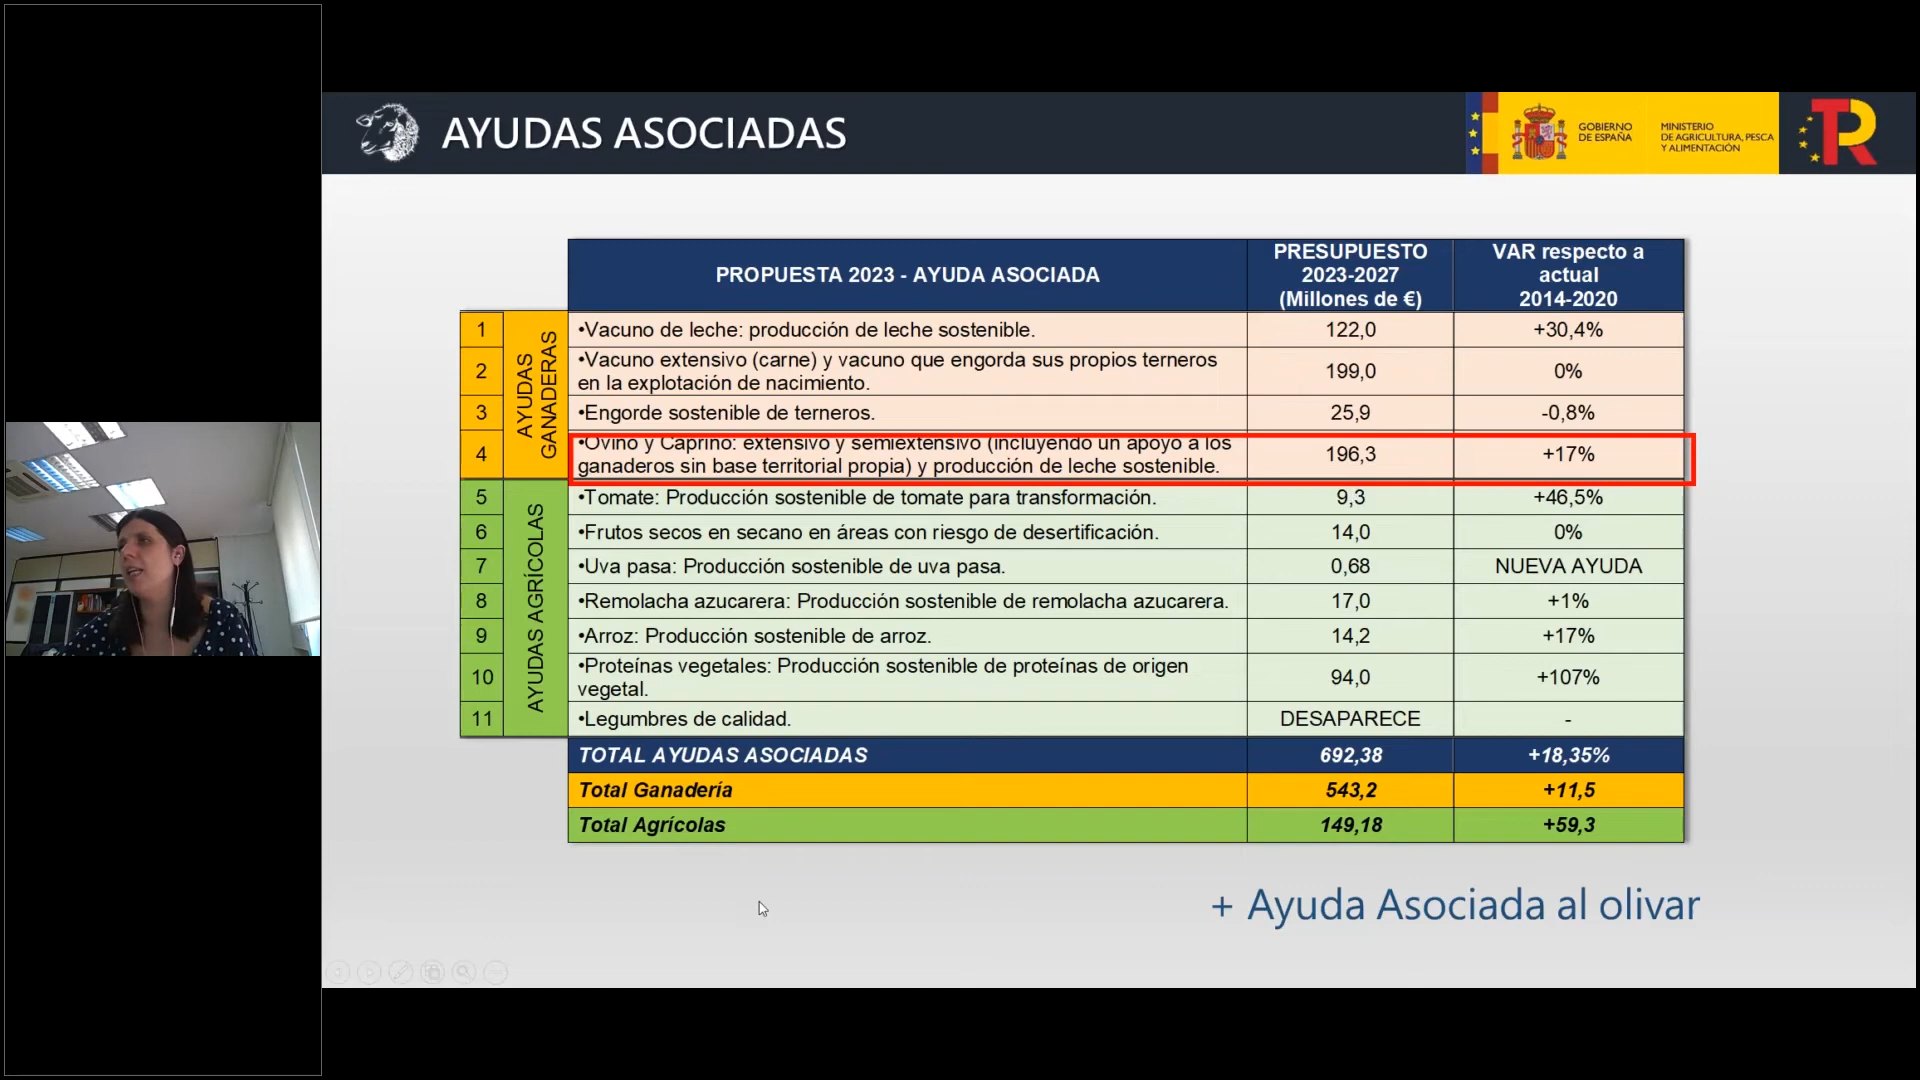 AYUDAS ASOCIADAS
GOBIERNO
DE ESPAÑA
MINISTERIO
DE AGRICULTURA, PESCA
Y ALIMENTACIÓN
TR
PROPUESTA 2023 - AYUDA ASOCIADA
PRESUPUESTO
2023-2027
(Millones de €)
VAR respecto a
actual
2014-2020
AYUDAS
GANADERAS
1 •Vacuno de leche: producción de leche sostenible. 122,0 +30,4%
2 •Vacuno extensivo (carne) y vacuno que engorda sus propios terneros
en la explotación de nacimiento. 199,0 0%
3 •Engorde sostenible de terneros. 25,9 -0,8%
4 •Ovino y Caprino: extensivo y semiextensivo (incluyendo un apoyo a los
ganaderos sin base territorial propia) y producción de leche sostenible. 196,3 +17%
AYUDAS AGRÍCOLAS
5 •Tomate: Producción sostenible de tomate para transformación. 9,3 +46,5%
6 •Frutos secos en secano en áreas con riesgo de desertificación. 14,0 0%
7 •Uva pasa: Producción sostenible de uva pasa. 0,68 NUEVA AYUDA
8 •Remolacha azucarera: Producción sostenible de remolacha azucarera. 17,0 +1%
9 •Arroz: Producción sostenible de arroz. 14,2 +17%
10 •Proteínas vegetales: Producción sostenible de proteínas de origen
vegetal. 94,0 +107%
11 •Legumbres de calidad. DESAPARECE -
TOTAL AYUDAS ASOCIADAS 692,38 +18,35%
Total Ganadería 543,2 +11,5
Total Agrícolas 149,18 +59,3
+ Ayuda Asociada al olivar